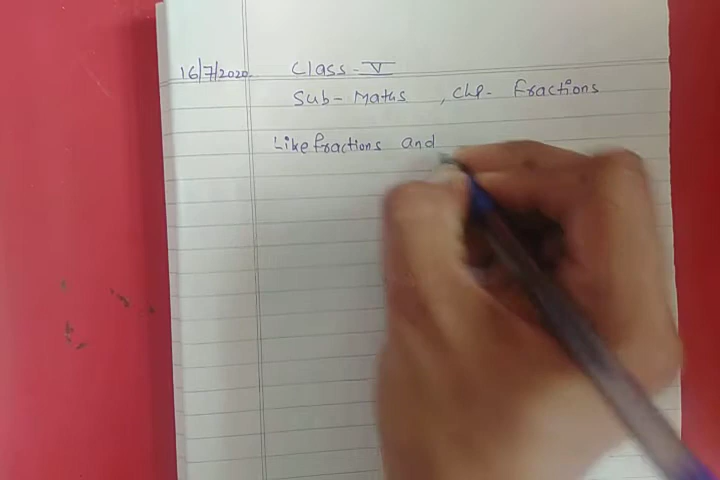 16/7/2020. Class - V
Sub - Maths , Chp - Fractions
Like fractions and